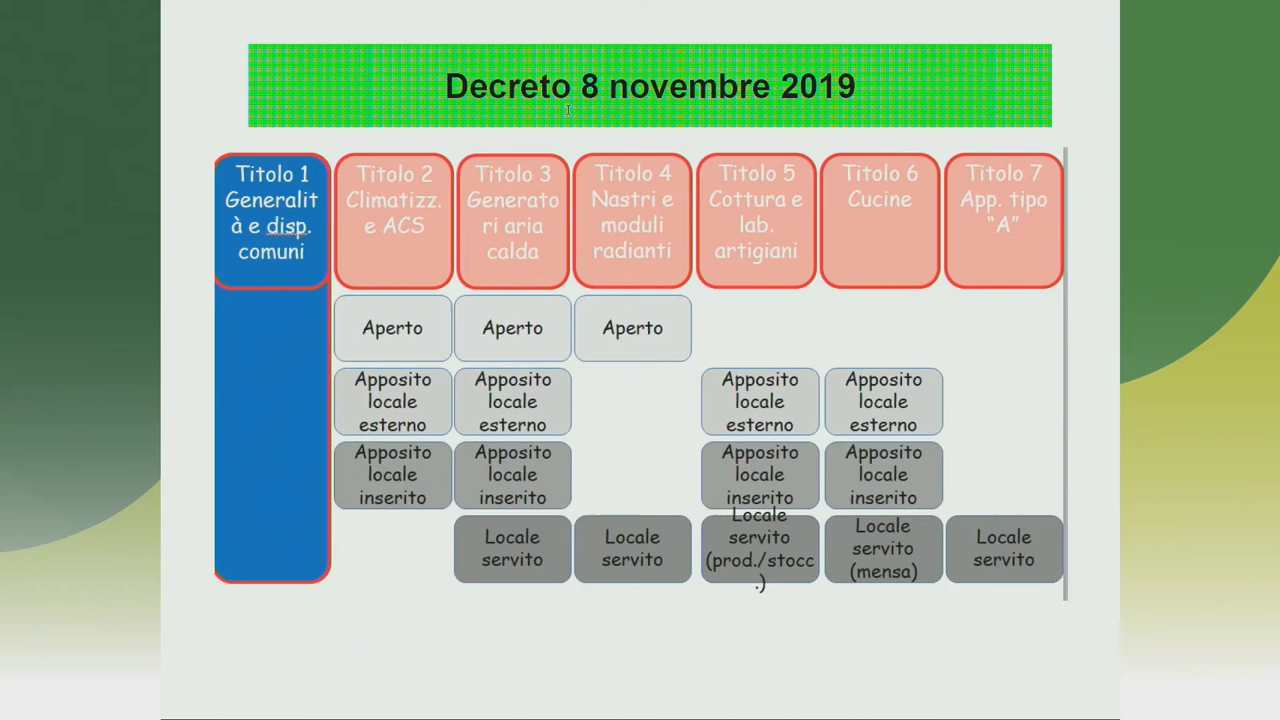 Decreto 8 novembre 2019
Titolo 1
Generalit
à e disp.
comuni
Titolo 2
Climatizz.
e ACS
Titolo 3
Generato
ri aria
calda
Titolo 4
Nastri e
moduli
radianti
Titolo 5
Cottura e
lab.
artigiani
Titolo 6
Cucine
Titolo 7
App. tipo
“A”
Aperto
Aperto
Aperto
Apposito
locale
esterno
Apposito
locale
esterno
Apposito
locale
esterno
Apposito
locale
esterno
Apposito
locale
inserito
Apposito
locale
inserito
Apposito
locale
inserito
Apposito
locale
inserito
Locale
servito
Locale
servito
Locale
servito
(prod./stocc
.)
Locale
servito
(mensa)
Locale
servito